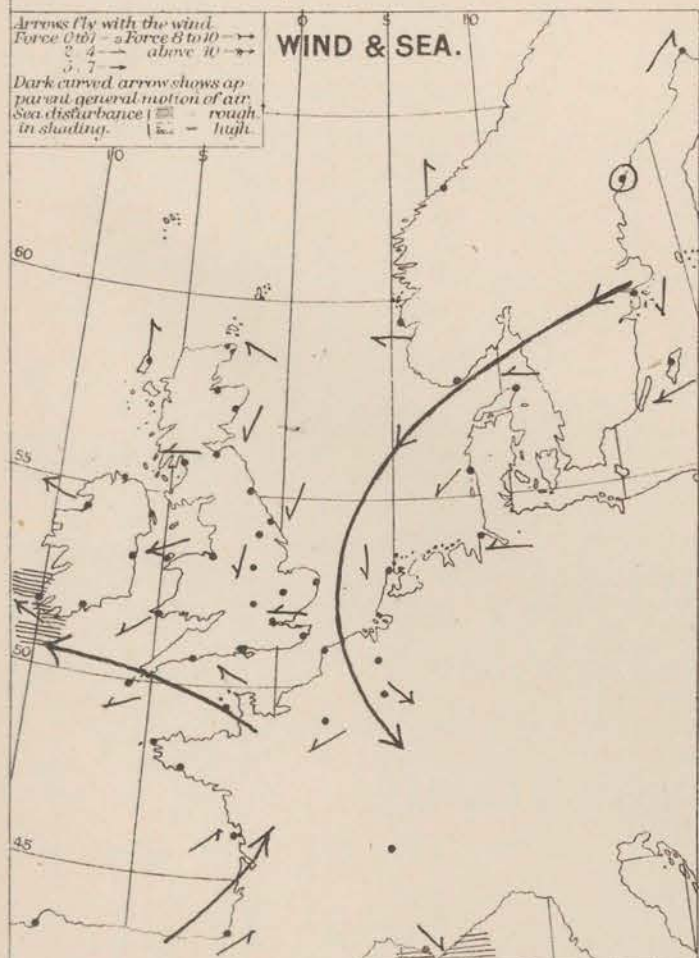 Arrows fly with the wind.
Force 0 to 1 - Force 8 to 10
2 4 above 10
5, 7
Dark curved arrow shows ap
parent general motion of air.
Sea disturbance rough.
in shading. high.
WIND & SEA.
5 0 5 10
10 5
60
55
50
45